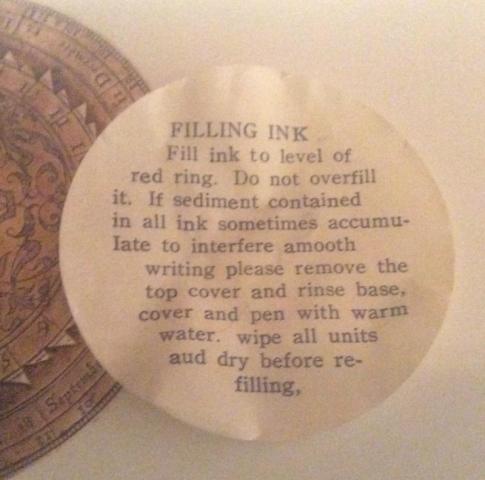 FILLING INK
Fill ink to level of
red ring. Do not overfill
it. If sediment contained
in all ink sometimes accumu-
Iate to interfere amooth
writing please remove the
top cover and rinse base,
cover and pen with warm
water. wipe all units
aud dry before re-
filling,
Septemb